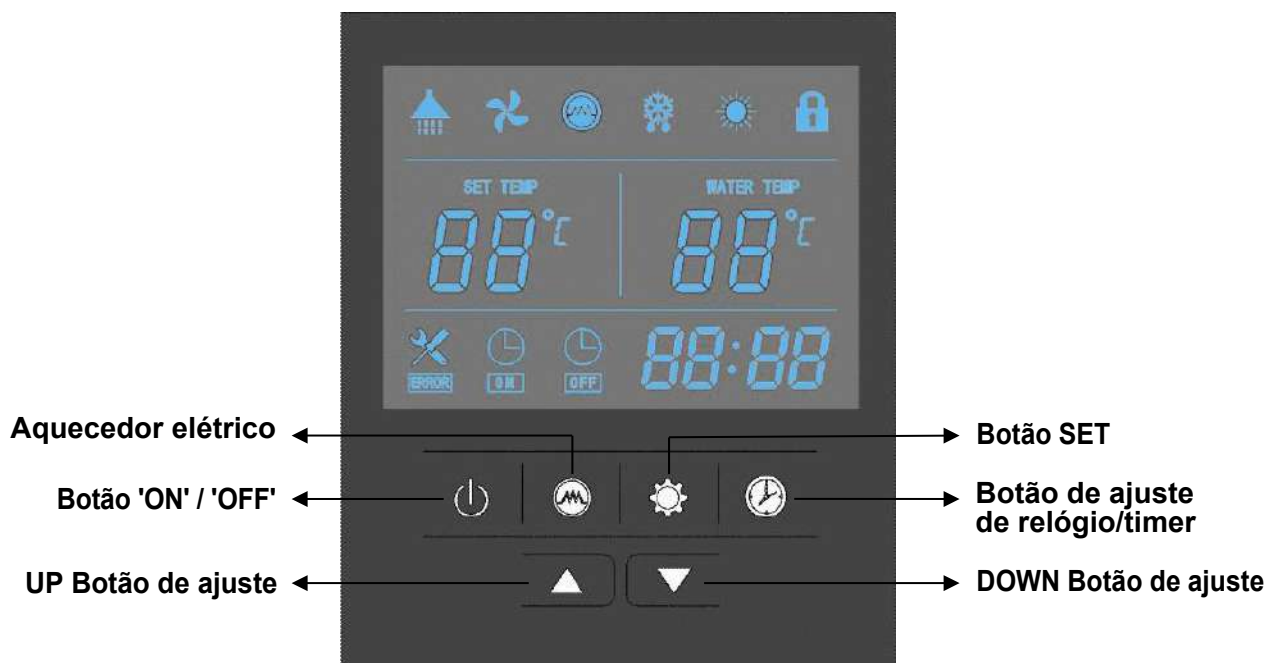 SET TEMP WATER TEMP
88°C 88°C
ERROR ON OFF 88:88
Aquecedor elétrico
Botão SET
Botão 'ON' / 'OFF'
Botão de ajuste
de relógio/timer
UP Botão de ajuste
DOWN Botão de ajuste